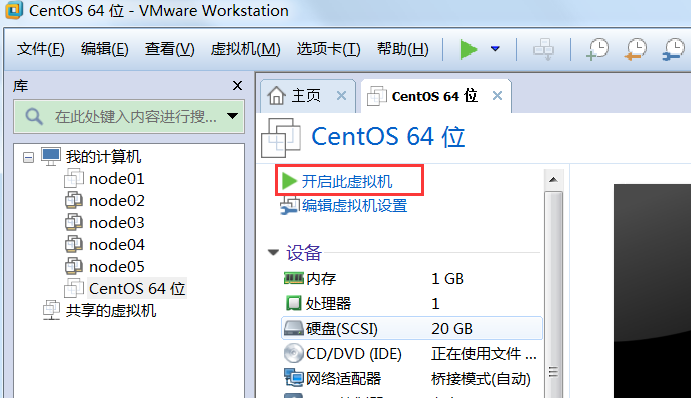 CentOS 64 位 - VMware Workstation
文件(F) 编辑(E) 查看(V) 虚拟机(M) 选项卡(T) 帮助(H)
库
在此处键入内容进行搜...
我的计算机
node01
node02
node03
node04
node05
CentOS 64 位
共享的虚拟机
主页 CentOS 64 位
CentOS 64 位
开启此虚拟机
编辑虚拟机设置
设备
内存 1 GB
处理器 1
硬盘(SCSI) 20 GB
CD/DVD (IDE) 正在使用文件 ...
网络适配器 桥接模式(自动)